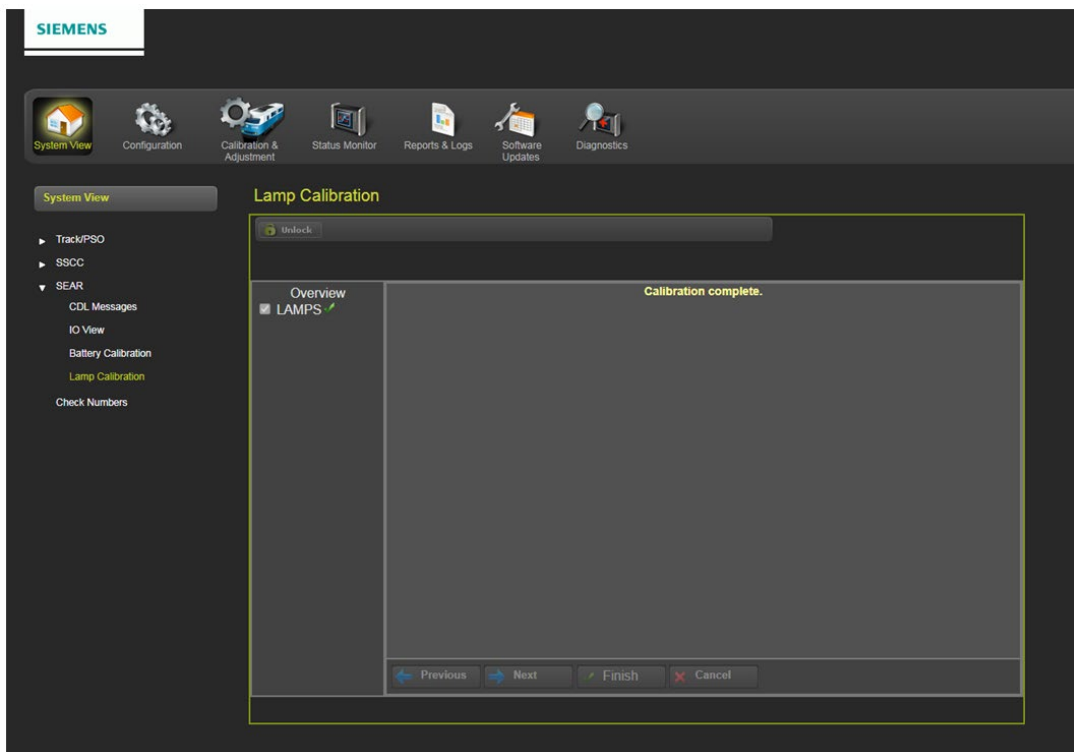 SIEMENS
System View
Configuration
Calibration &
Adjustment
Status Monitor
Reports & Logs
Software
Updates
Diagnostics
System View
Track/PSO
SSCC
SEAR
CDL Messages
IO View
Battery Calibration
Lamp Calibration
Check Numbers
Lamp Calibration
Unlock
Overview
LAMPS
Calibration complete.
Previous
Next
Finish
Cancel